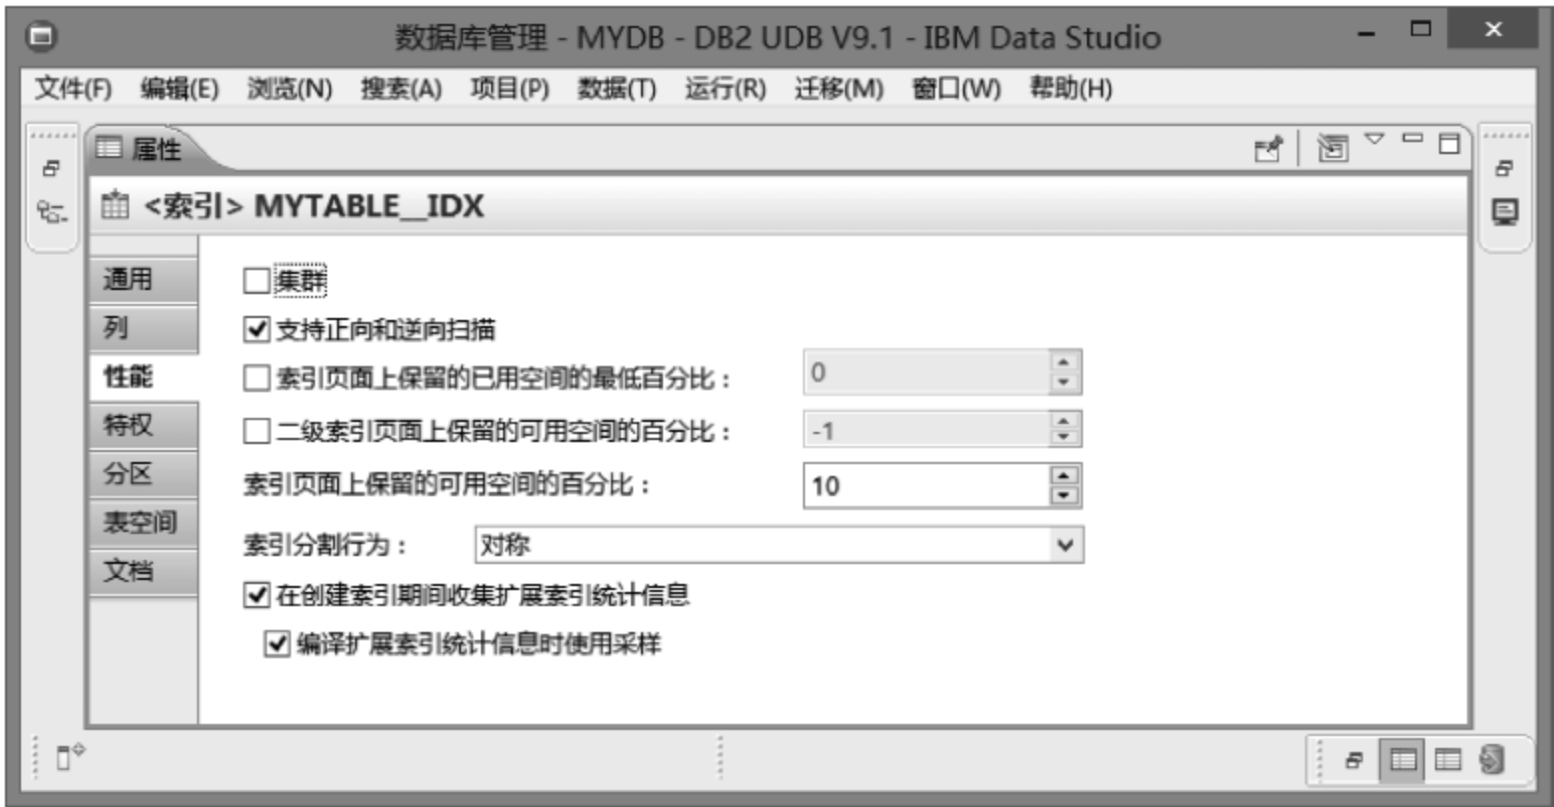 数据库管理 - MYDB - DB2 UDB V9.1 - IBM Data Studio
文件(F) 编辑(E) 浏览(N) 搜索(A) 项目(P) 数据(T) 运行(R) 迁移(M) 窗口(W) 帮助(H)
属性
<索引> MYTABLE__IDX
通用
列
性能
特权
分区
表空间
文档
集群
支持正向和逆向扫描
索引页面上保留的已用空间的最低百分比： 0
二级索引页面上保留的可用空间的百分比： -1
索引页面上保留的可用空间的百分比： 10
索引分割行为： 对称
在创建索引期间收集扩展索引统计信息
编译扩展索引统计信息时使用采样